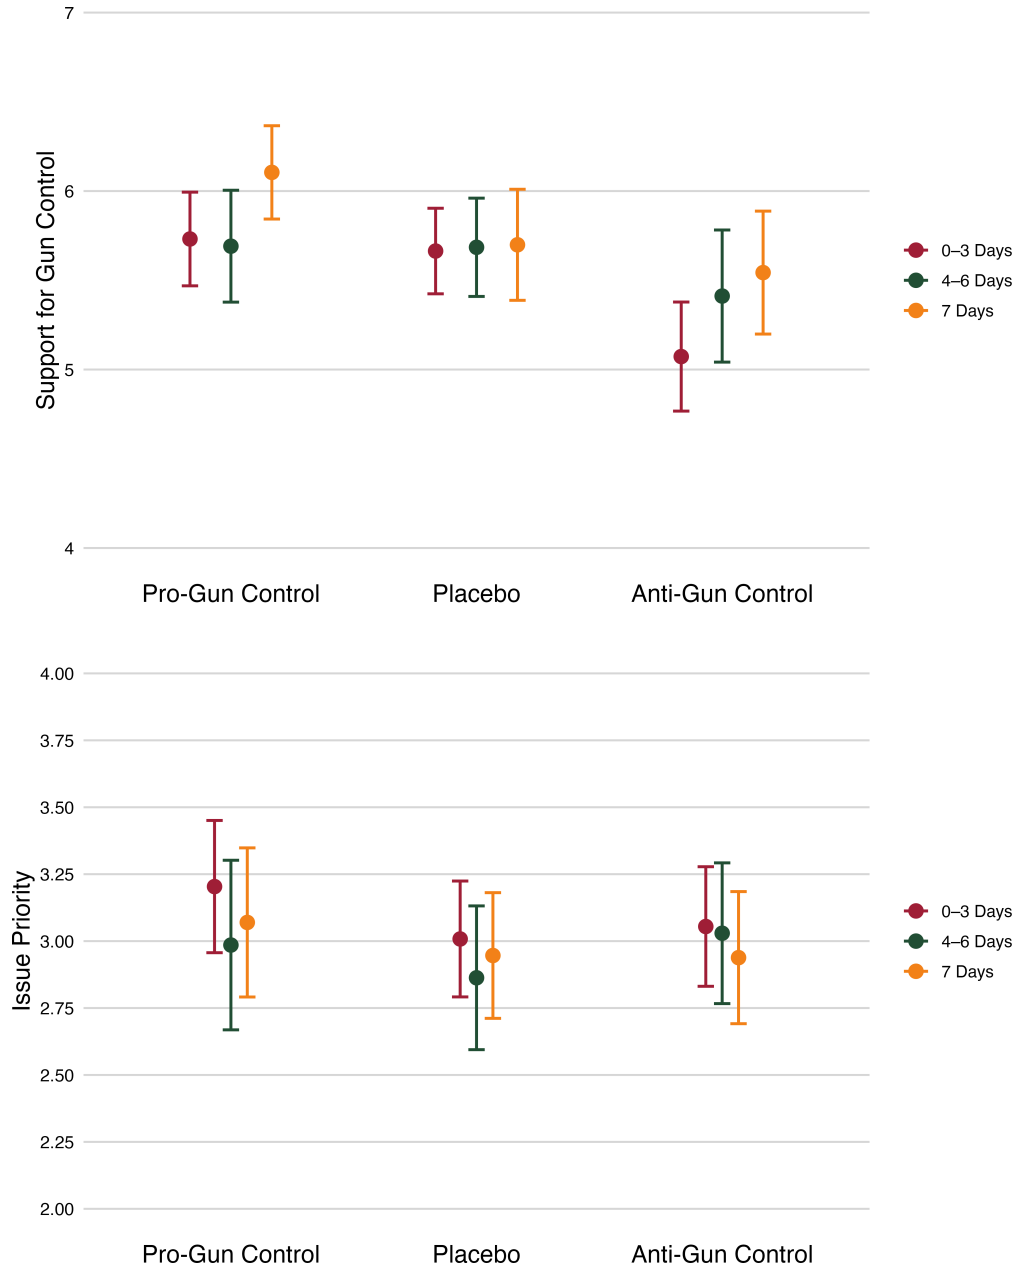 7
6
5
4
Support for Gun Control
Pro-Gun Control
Placebo
Anti-Gun Control
0–3 Days
4–6 Days
7 Days
4.00
3.75
3.50
3.25
3.00
2.75
2.50
2.25
2.00
Issue Priority
Pro-Gun Control
Placebo
Anti-Gun Control
0–3 Days
4–6 Days
7 Days